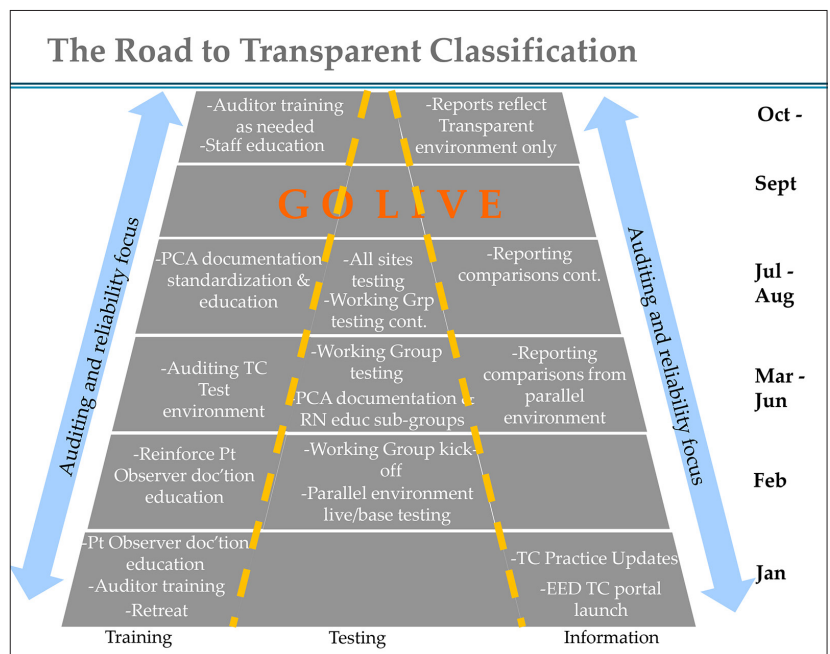 The Road to Transparent Classification
-Auditor training
as needed
-Staff education
-Reports reflect
Transparent
environment only
Oct -
GO LIVE
Sept
-PCA documentation
standardization &
education
-All sites
testing
-Working Grp
testing cont.
-Reporting
comparisons cont.
Jul -
Aug
-Auditing TC
Test
environment
-Working Group
testing
-PCA documentation &
RN educ sub-groups
-Reporting
comparisons from
parallel
environment
Mar -
Jun
-Reinforce Pt
Observer doc'tion
education
-Working Group kick-
off
-Parallel environment
live/base testing
Feb
-Pt Observer doc'tion
education
-Auditor training
-Retreat
-TC Practice Updates
-EED TC portal
launch
Jan
Auditing and reliability focus
Auditing and reliability focus
Training
Testing
Information